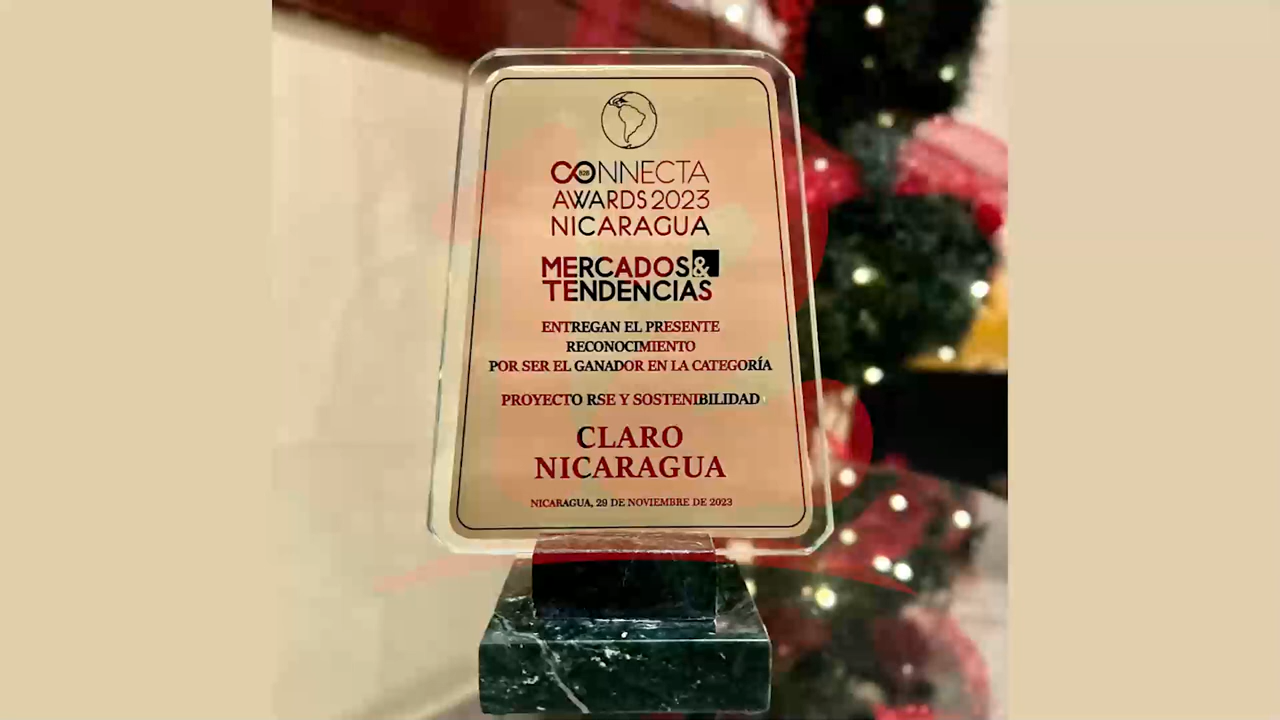 CONNECTA
B2B
AWARDS 2023
NICARAGUA
MERCADOS&
TENDENCIAS
ENTREGAN EL PRESENTE
RECONOCIMIENTO
POR SER EL GANADOR EN LA CATEGORÍA
PROYECTO RSE Y SOSTENIBILIDAD
CLARO
NICARAGUA
NICARAGUA, 29 DE NOVIEMBRE DE 2023